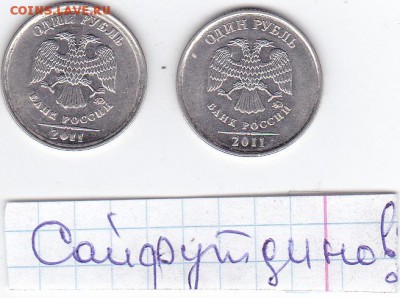 COINS.LAVE.RU
ОДИН РУБЛЬ
БАНК РОССИИ
2011
ОДИН РУБЛЬ
БАНК РОССИИ
2011
Сайфутдинов!